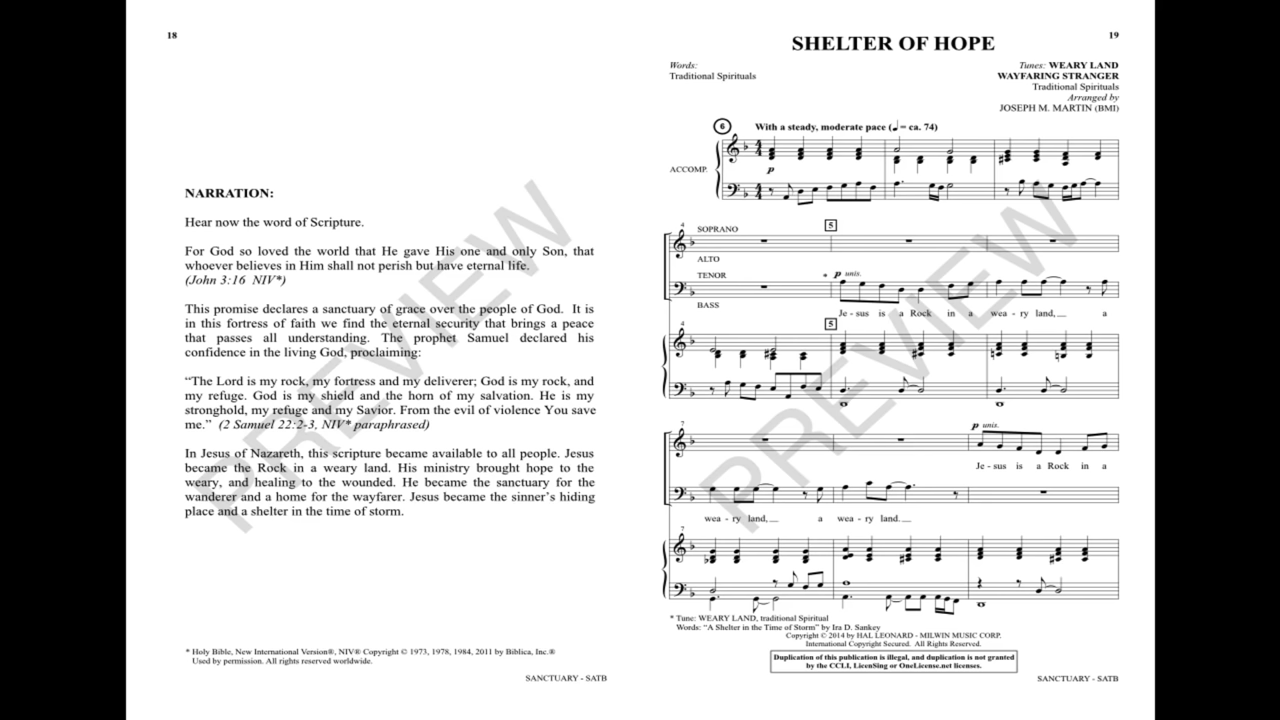 18
NARRATION:
Hear now the word of Scripture.
For God so loved the world that He gave His one and only Son, that
whoever believes in Him shall not perish but have eternal life.
(John 3:16 NIV*)
This promise declares a sanctuary of grace over the people of God. It is
in this fortress of faith we find the eternal security that brings a peace
that passes all understanding. The prophet Samuel declared his
confidence in the living God, proclaiming:
“The Lord is my rock, my fortress and my deliverer; God is my rock, and
my refuge. God is my shield and the horn of my salvation. He is my
stronghold, my refuge and my Savior. From the evil of violence You save
me.” (2 Samuel 22:2-3, NIV* paraphrased)
In Jesus of Nazareth, this scripture became available to all people. Jesus
became the Rock in a weary land. His ministry brought hope to the
weary, and healing to the wounded. He became the sanctuary for the
wanderer and a home for the wayfarer. Jesus became the sinner’s hiding
place and a shelter in the time of storm.
* Holy Bible, New International Version®, NIV® Copyright © 1973, 1978, 1984, 2011 by Biblica, Inc.®
Used by permission. All rights reserved worldwide.
SANCTUARY - SATB
PREVIEW
19
SHELTER OF HOPE
Words:
Traditional Spirituals
Tunes: WEARY LAND
WAYFARING STRANGER
Traditional Spirituals
Arranged by
JOSEPH M. MARTIN (BMI)
6
With a steady, moderate pace (♩ = ca. 74)
ACCOMP.
p
4
5
SOPRANO
ALTO
TENOR
* p unis.
BASS
Je - sus is a Rock in a wea - ry land, a
4
5
7
p unis.
Je - sus is a Rock in a
wea - ry land, a wea - ry land.
7
* Tune: WEARY LAND, traditional Spiritual
Words: “A Shelter in the Time of Storm” by Ira D. Sankey
Copyright © 2014 by HAL LEONARD - MILWIN MUSIC CORP.
International Copyright Secured. All Rights Reserved.
Duplication of this publication is illegal, and duplication is not granted
by the CCLI, LicenSing or OneLicense.net licenses.
SANCTUARY - SATB
PREVIEW